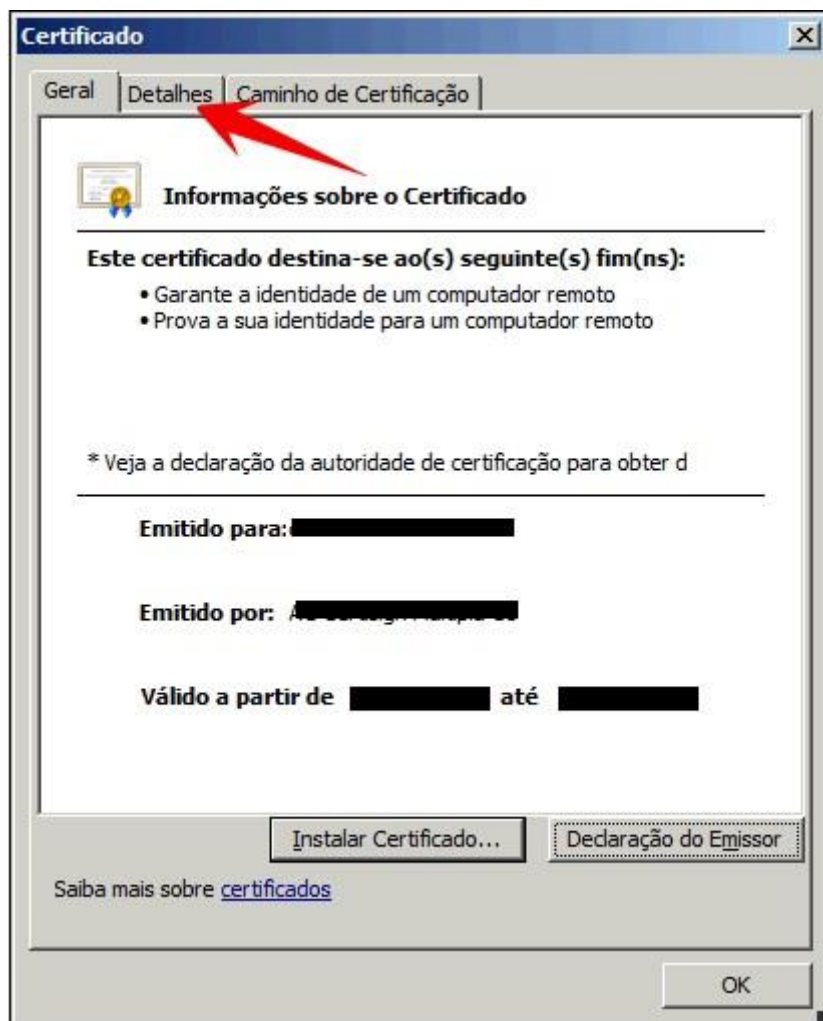 Certificado
Geral Detalhes Caminho de Certificação
Informações sobre o Certificado
Este certificado destina-se ao(s) seguinte(s) fim(ns):
• Garante a identidade de um computador remoto
• Prova a sua identidade para um computador remoto
* Veja a declaração da autoridade de certificação para obter d
Emitido para:
Emitido por:
Válido a partir de até
Instalar Certificado... Declaração do Emissor
Saiba mais sobre certificados
OK